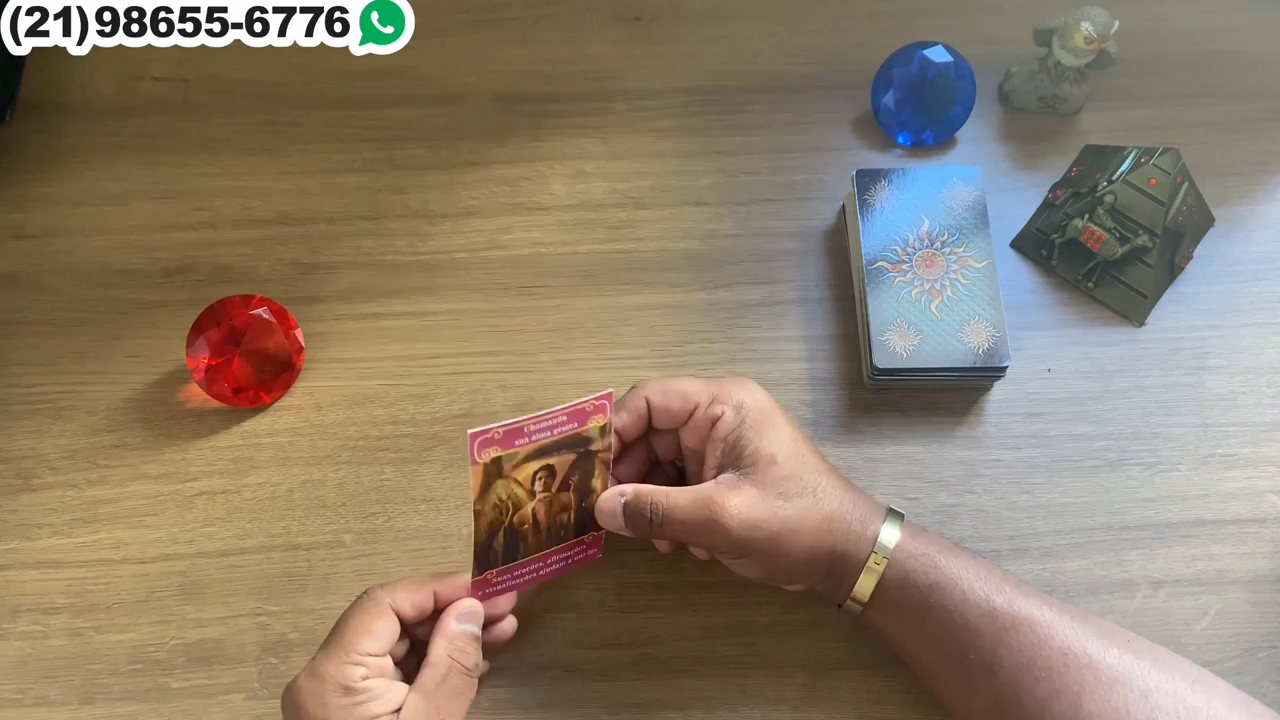 (21)98655-6776
Chamando
sua alma gêmea
Suas orações, afirmações
e visualizações ajudam a uni-los